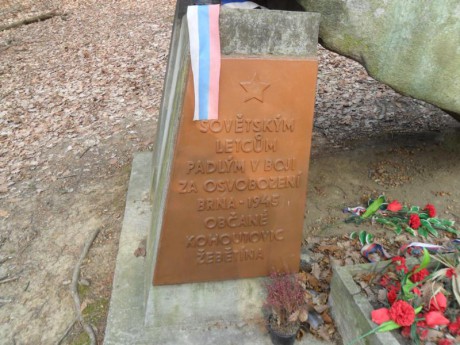 SOVĚTSKÝM
LETCŮM
PADLÝM V BOJI
ZA OSVOBOZENÍ
BRNA · 1945
OBČANÉ
KOHOUTOVIC
ŽEBĚTÍNA